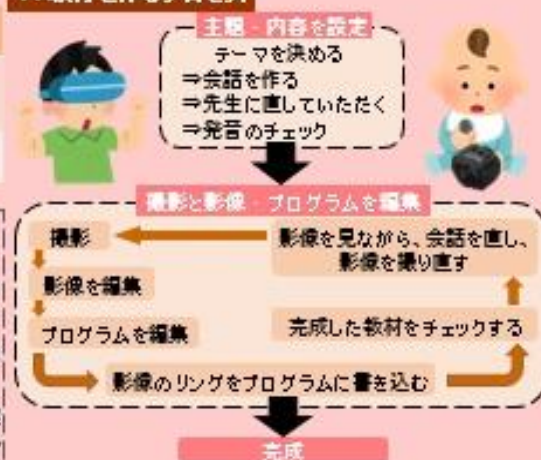 主題・内容を設定
テーマを決める
⇒会話を作る
⇒先生に直していただく
⇒発音のチェック
撮影と影像・プログラムを編集
撮影
影像を編集
プログラムを編集
影像のリングをプログラムに書き込む
完成した教材をチェックする
影像を見ながら、会話を直し、
影像を撮り直す
完成